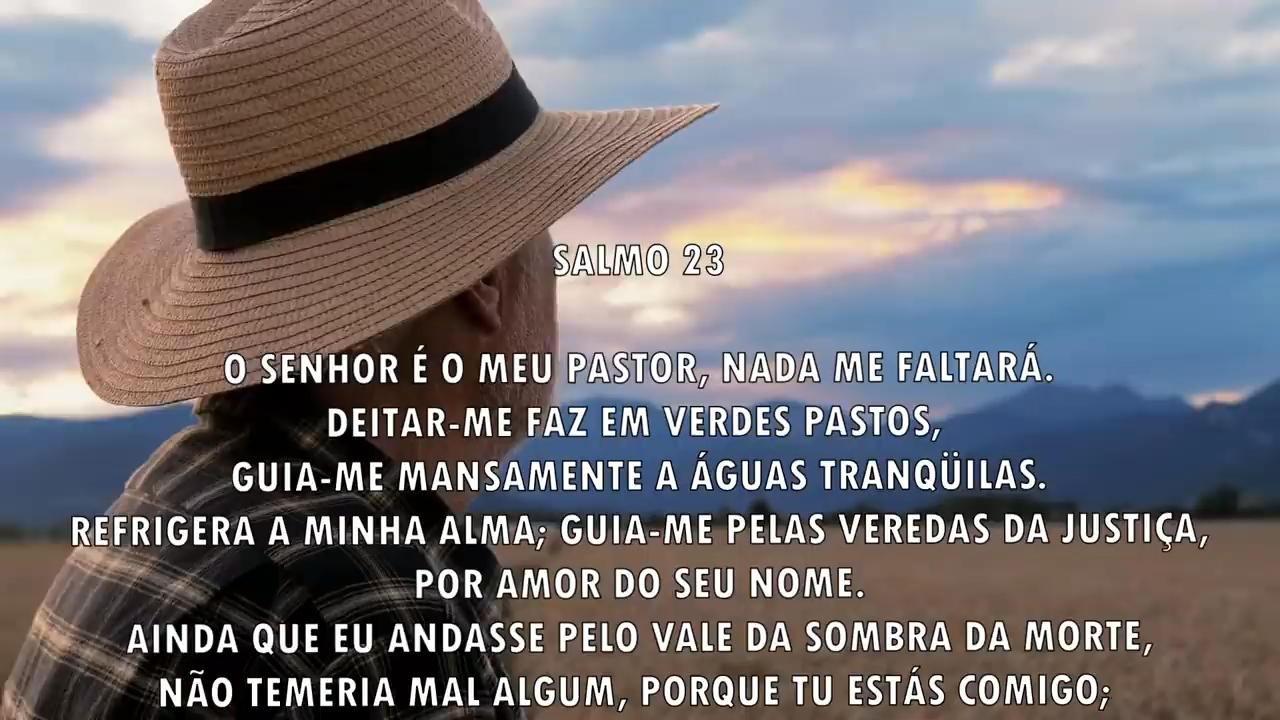 SALMO 23
O SENHOR É O MEU PASTOR, NADA ME FALTARÁ.
DEITAR-ME FAZ EM VERDES PASTOS,
GUIA-ME MANSAMENTE A ÁGUAS TRANQÜILAS.
REFRIGERA A MINHA ALMA; GUIA-ME PELAS VEREDAS DA JUSTIÇA,
POR AMOR DO SEU NOME.
AINDA QUE EU ANDASSE PELO VALE DA SOMBRA DA MORTE,
NÃO TEMERIA MAL ALGUM, PORQUE TU ESTÁS COMIGO;